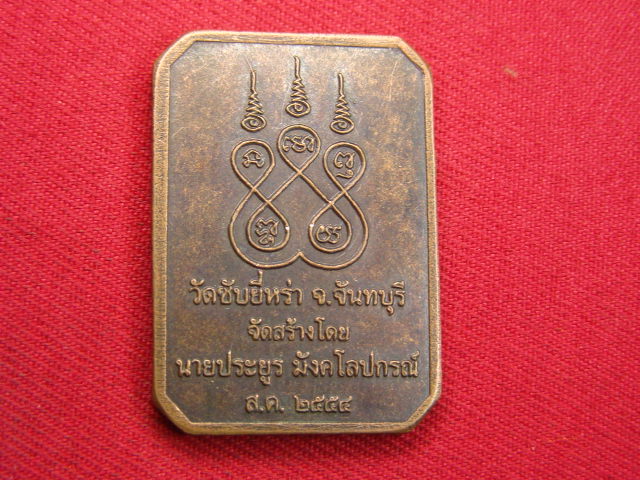 วัดซับยี่หร่า จ.จันทบุรี
จัดสร้างโดย
นายประยูร มังคโลปกรณ์
ส.ค. ๒๕๕๔